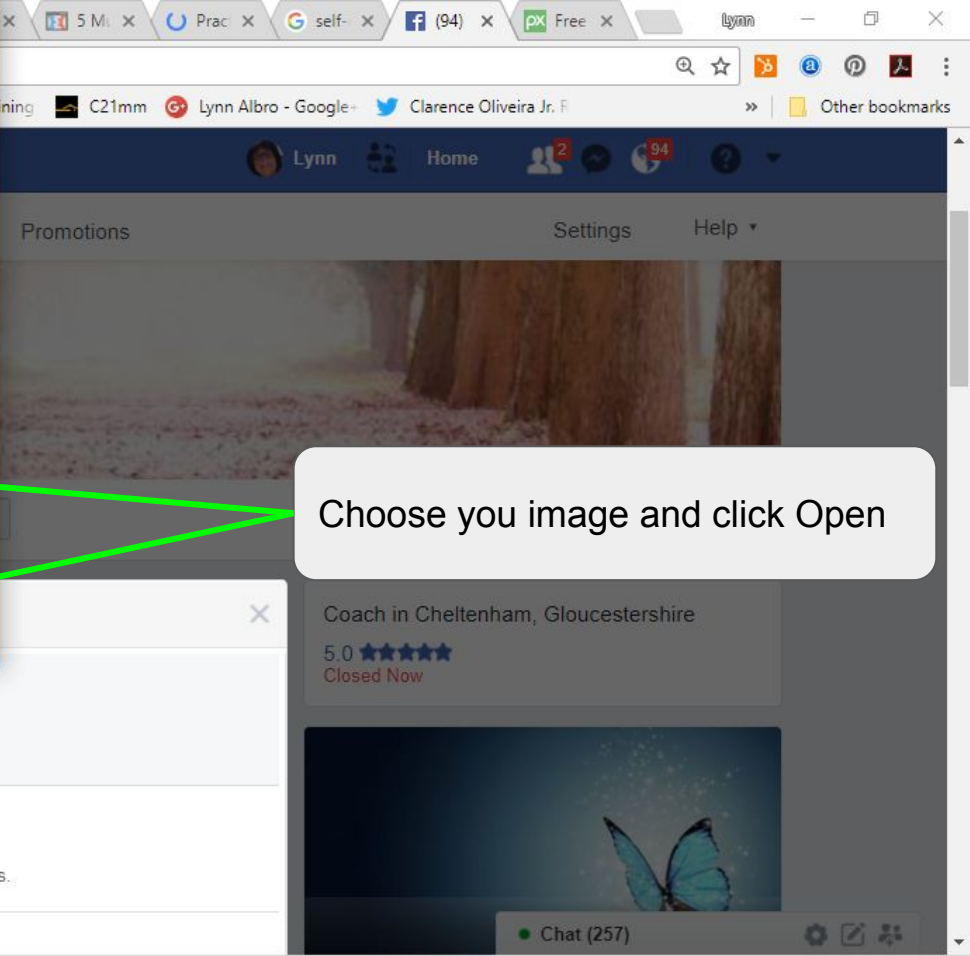 5 Mu Prac self- (94) Free Lynn
ining C21mm Lynn Albro - Google+ Clarence Oliveira Jr. R » Other bookmarks
Lynn Home 2 94
Promotions Settings Help
Choose you image and click Open
Coach in Cheltenham, Gloucestershire
5.0
Closed Now
s.
Chat (257)